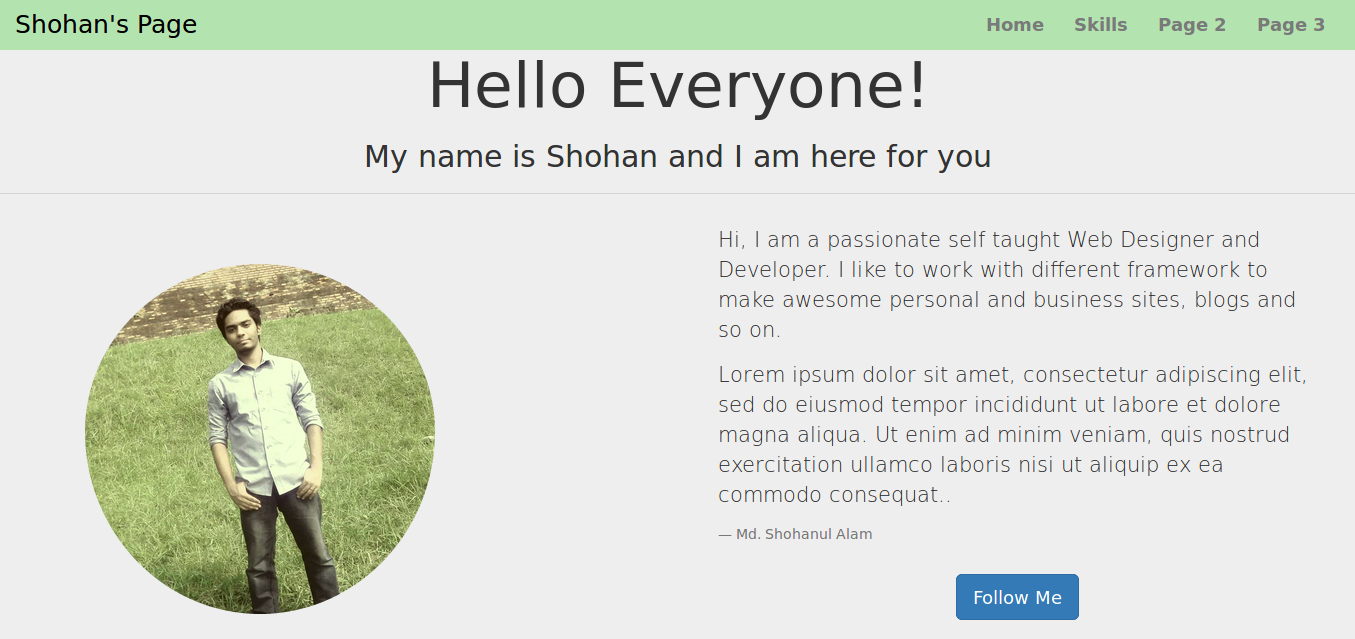 Shohan's Page
Home Skills Page 2 Page 3
Hello Everyone!
My name is Shohan and I am here for you
Hi, I am a passionate self taught Web Designer and
Developer. I like to work with different framework to
make awesome personal and business sites, blogs and
so on.
Lorem ipsum dolor sit amet, consectetur adipiscing elit,
sed do eiusmod tempor incididunt ut labore et dolore
magna aliqua. Ut enim ad minim veniam, quis nostrud
exercitation ullamco laboris nisi ut aliquip ex ea
commodo consequat..
— Md. Shohanul Alam
Follow Me